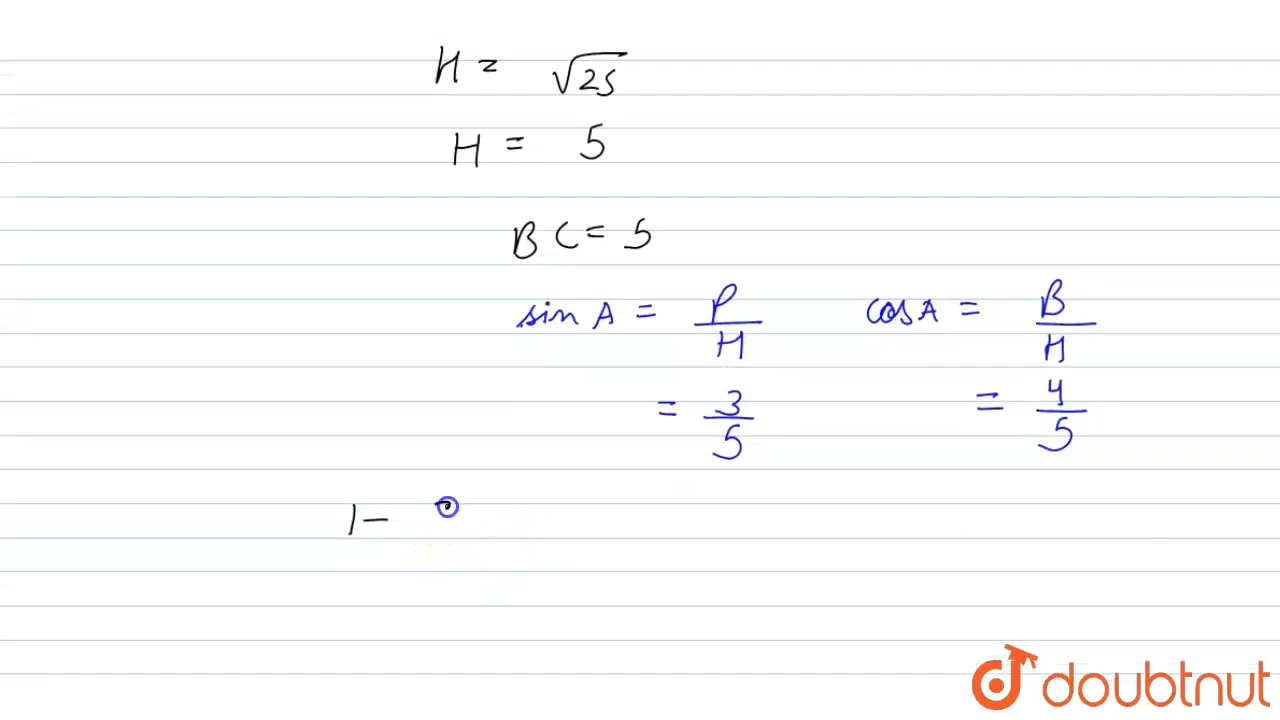 H = √25
H = 5
BC = 5
sin A = P/H cos A = B/H
= 3/5 = 4/5
1 -
doubtnut